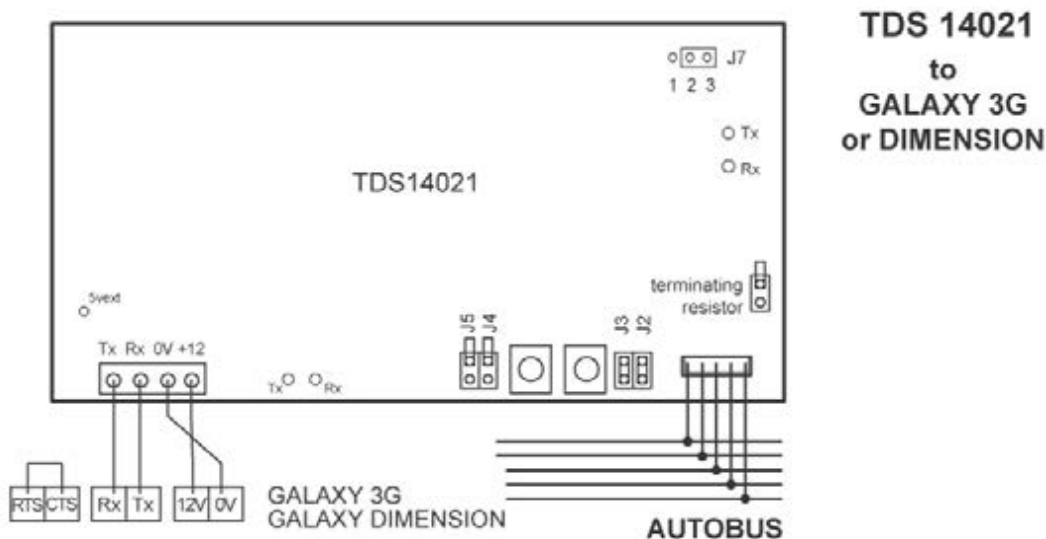 TDS 14021
to
GALAXY 3G
or DIMENSION
J7
1 2 3
Tx
Rx
TDS14021
terminating
resistor
5vext
J5
J4
J3
J2
Tx Rx 0V +12
Tx
Rx
RTS CTS Rx Tx 12V 0V
GALAXY 3G
GALAXY DIMENSION
AUTOBUS